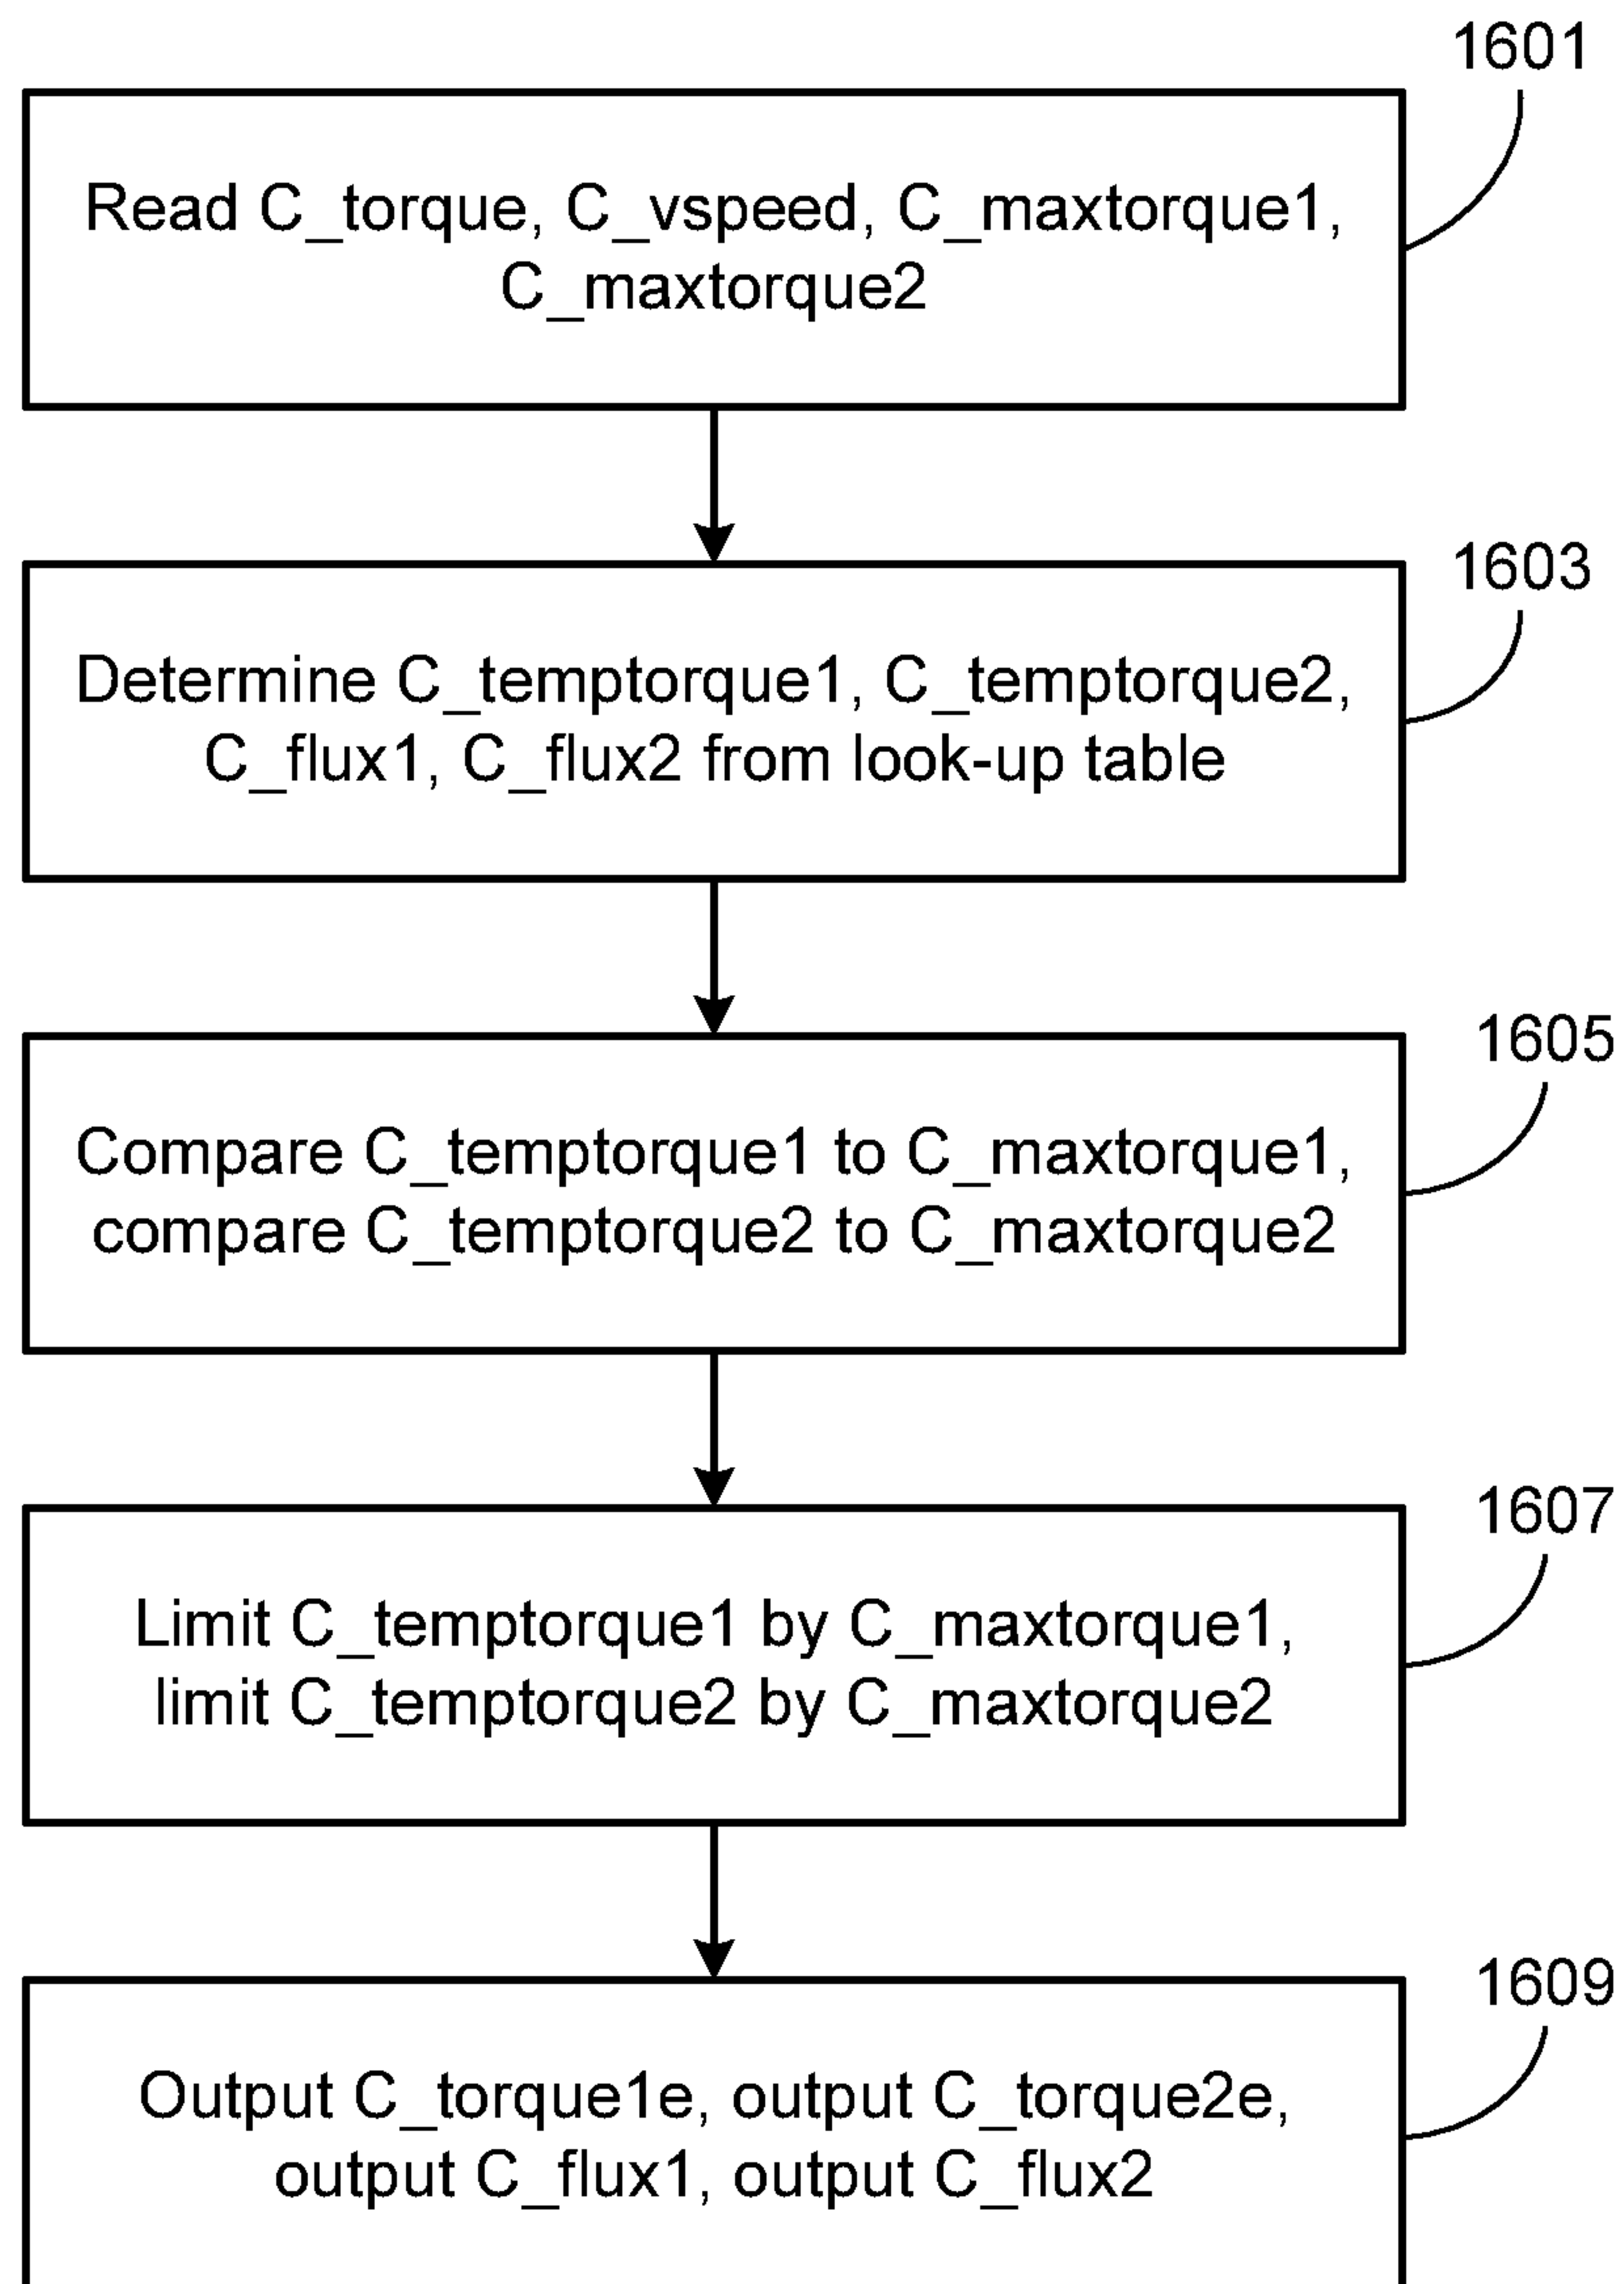 1601
Read C_torque, C_vspeed, C_maxtorque1,
C_maxtorque2
1603
Determine C_temptorque1, C_temptorque2,
C_flux1, C_flux2 from look-up table
1605
Compare C_temptorque1 to C_maxtorque1,
compare C_temptorque2 to C_maxtorque2
1607
Limit C_temptorque1 by C_maxtorque1,
limit C_temptorque2 by C_maxtorque2
1609
Output C_torque1e, output C_torque2e,
output C_flux1, output C_flux2